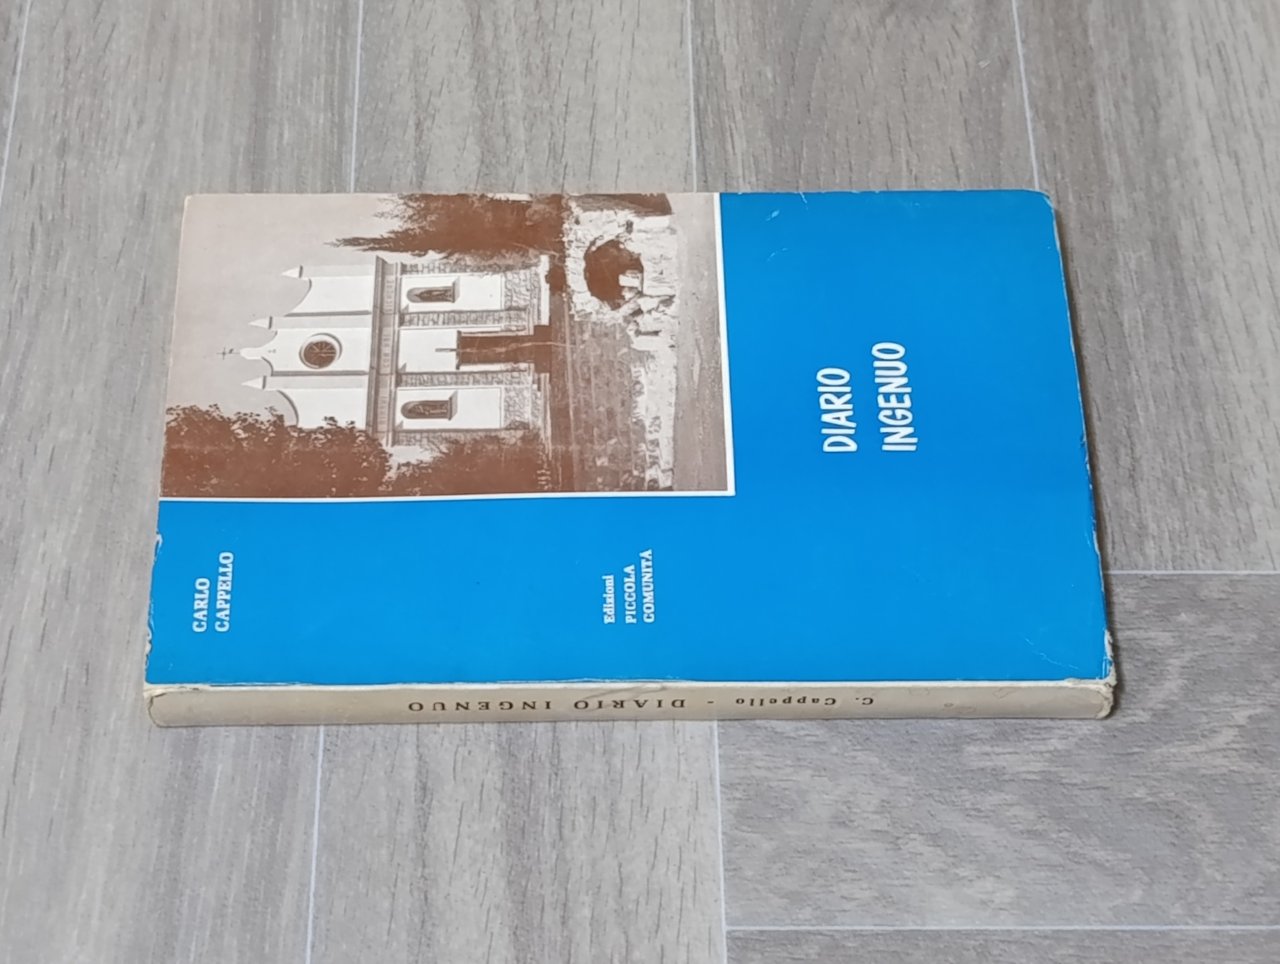 CARLO
CAPPELLO
Edizioni
PICCOLA
COMUNITÀ
DIARIO
INGENUO
C. Cappello - DIARIO INGENUO